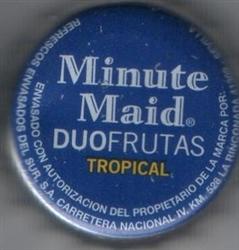 Minute
Maid®
DUOFRUTAS
TROPICAL
REFRESCOS ENVASADOS DEL SUR, S.A. CARRETERA NACIONAL IV. KM. 528 LA RINCONADA
ENVASADO CON AUTORIZACION DEL PROPIETARIO DE LA MARCA POR: